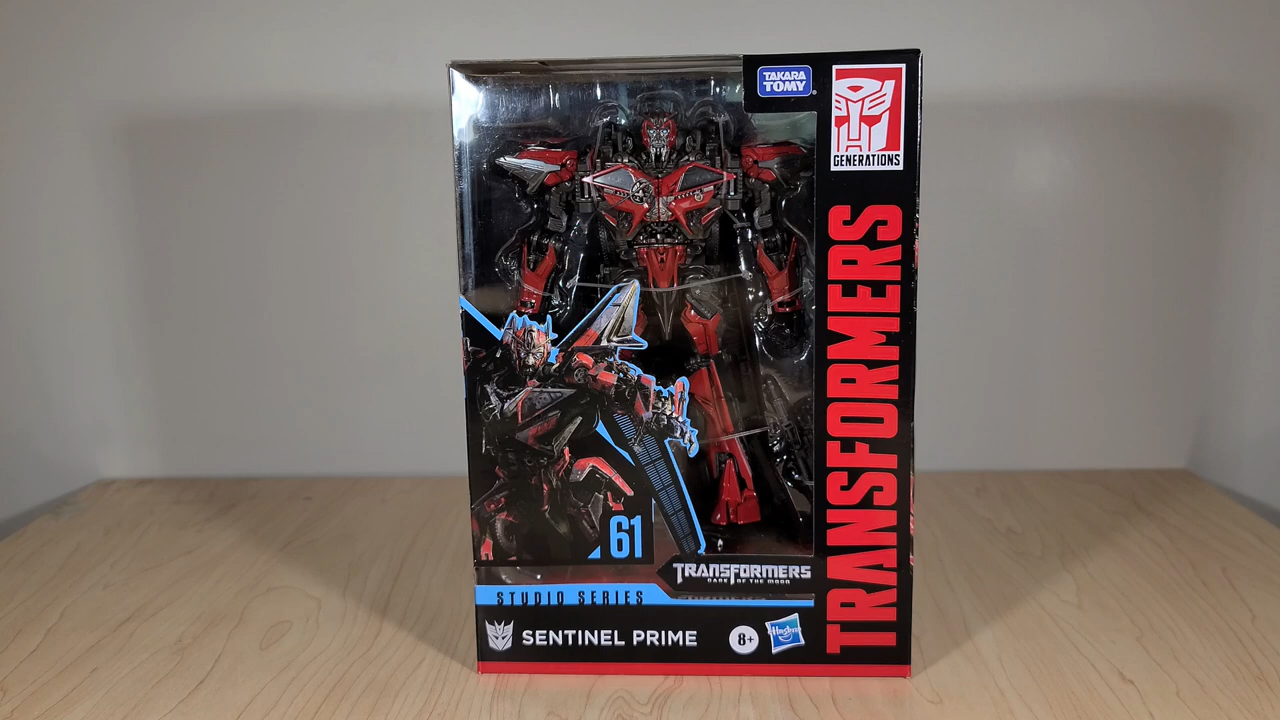 TAKARA
TOMY
GENERATIONS
TRANSFORMERS
61
TRANSFORMERS
DARK OF THE MOON
STUDIO SERIES
SENTINEL PRIME
8+
Hasbro